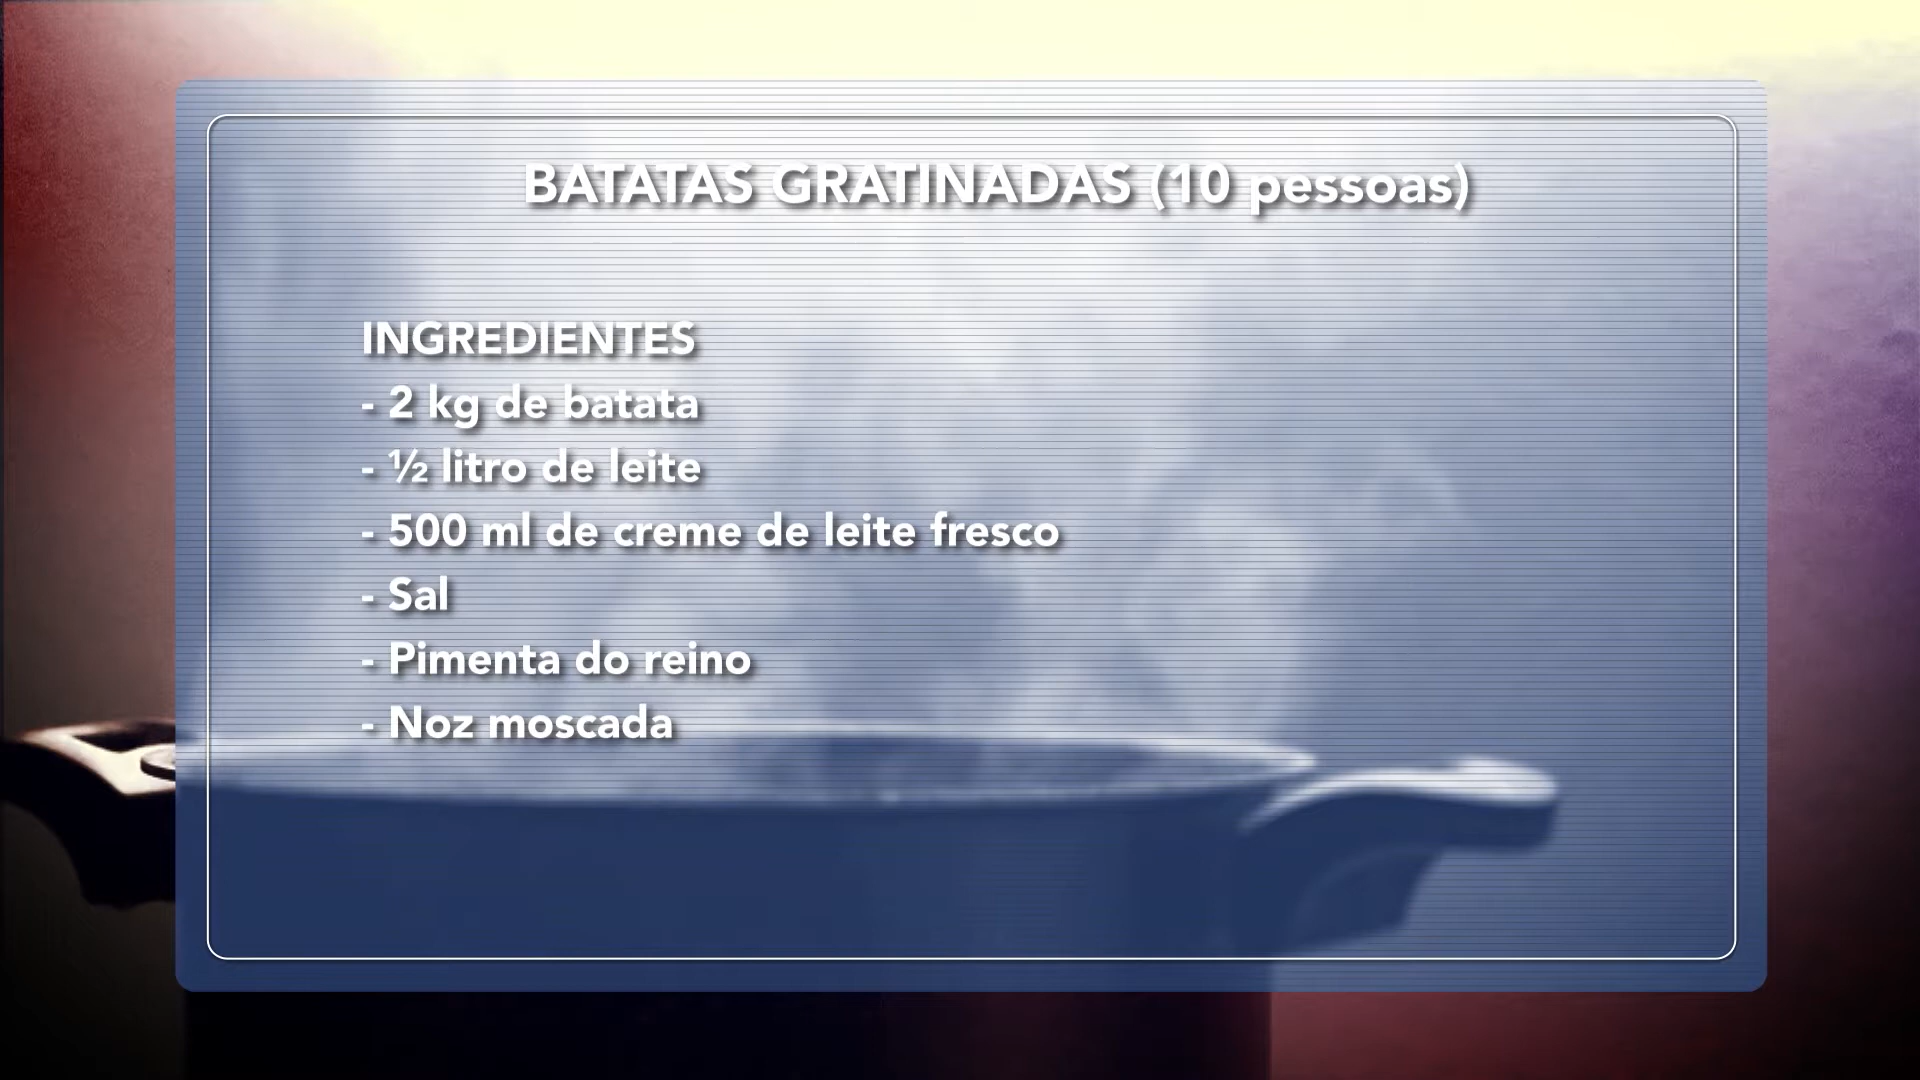 BATATAS GRATINADAS (10 pessoas)
INGREDIENTES
- 2 kg de batata
- ½ litro de leite
- 500 ml de creme de leite fresco
- Sal
- Pimenta do reino
- Noz moscada